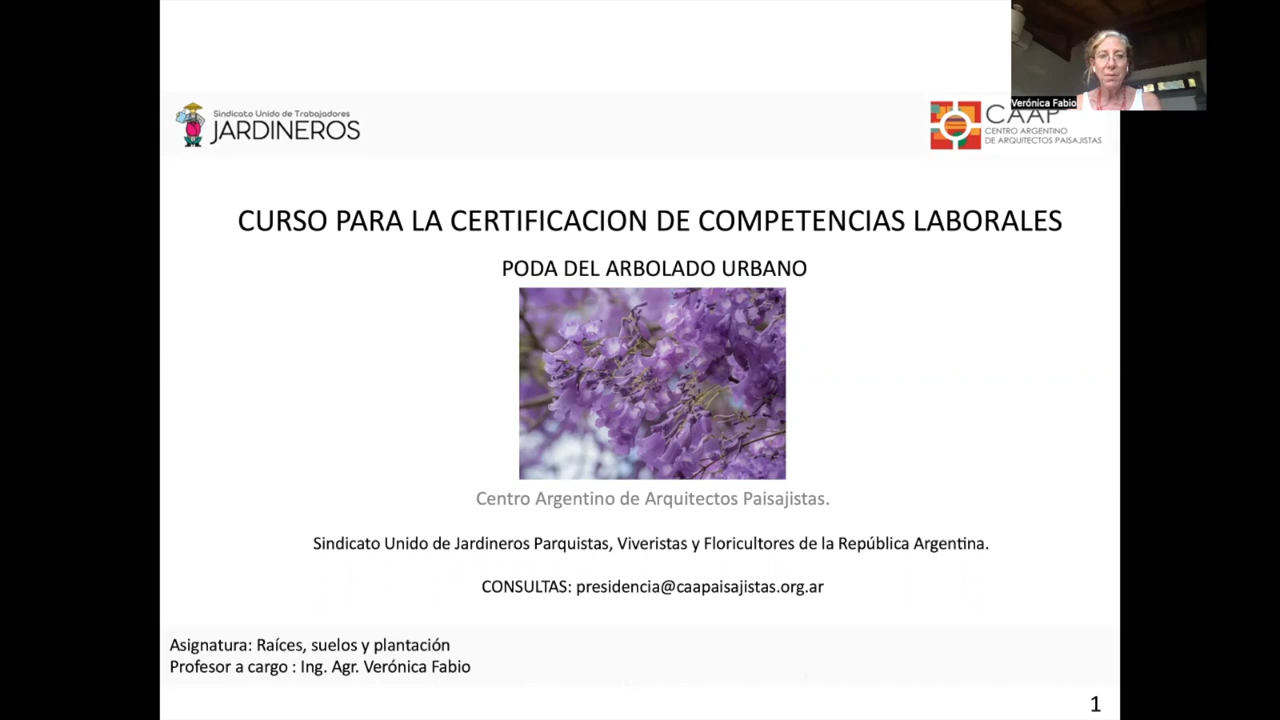 Verónica Fabio
Sindicato Unido de Trabajadores
JARDINEROS
CAAP
CENTRO ARGENTINO
DE ARQUITECTOS PAISAJISTAS
CURSO PARA LA CERTIFICACION DE COMPETENCIAS LABORALES
PODA DEL ARBOLADO URBANO
Centro Argentino de Arquitectos Paisajistas.
Sindicato Unido de Jardineros Parquistas, Viveristas y Floricultores de la República Argentina.
CONSULTAS: presidencia@caapaisajistas.org.ar
Asignatura: Raíces, suelos y plantación
Profesor a cargo : Ing. Agr. Verónica Fabio
1